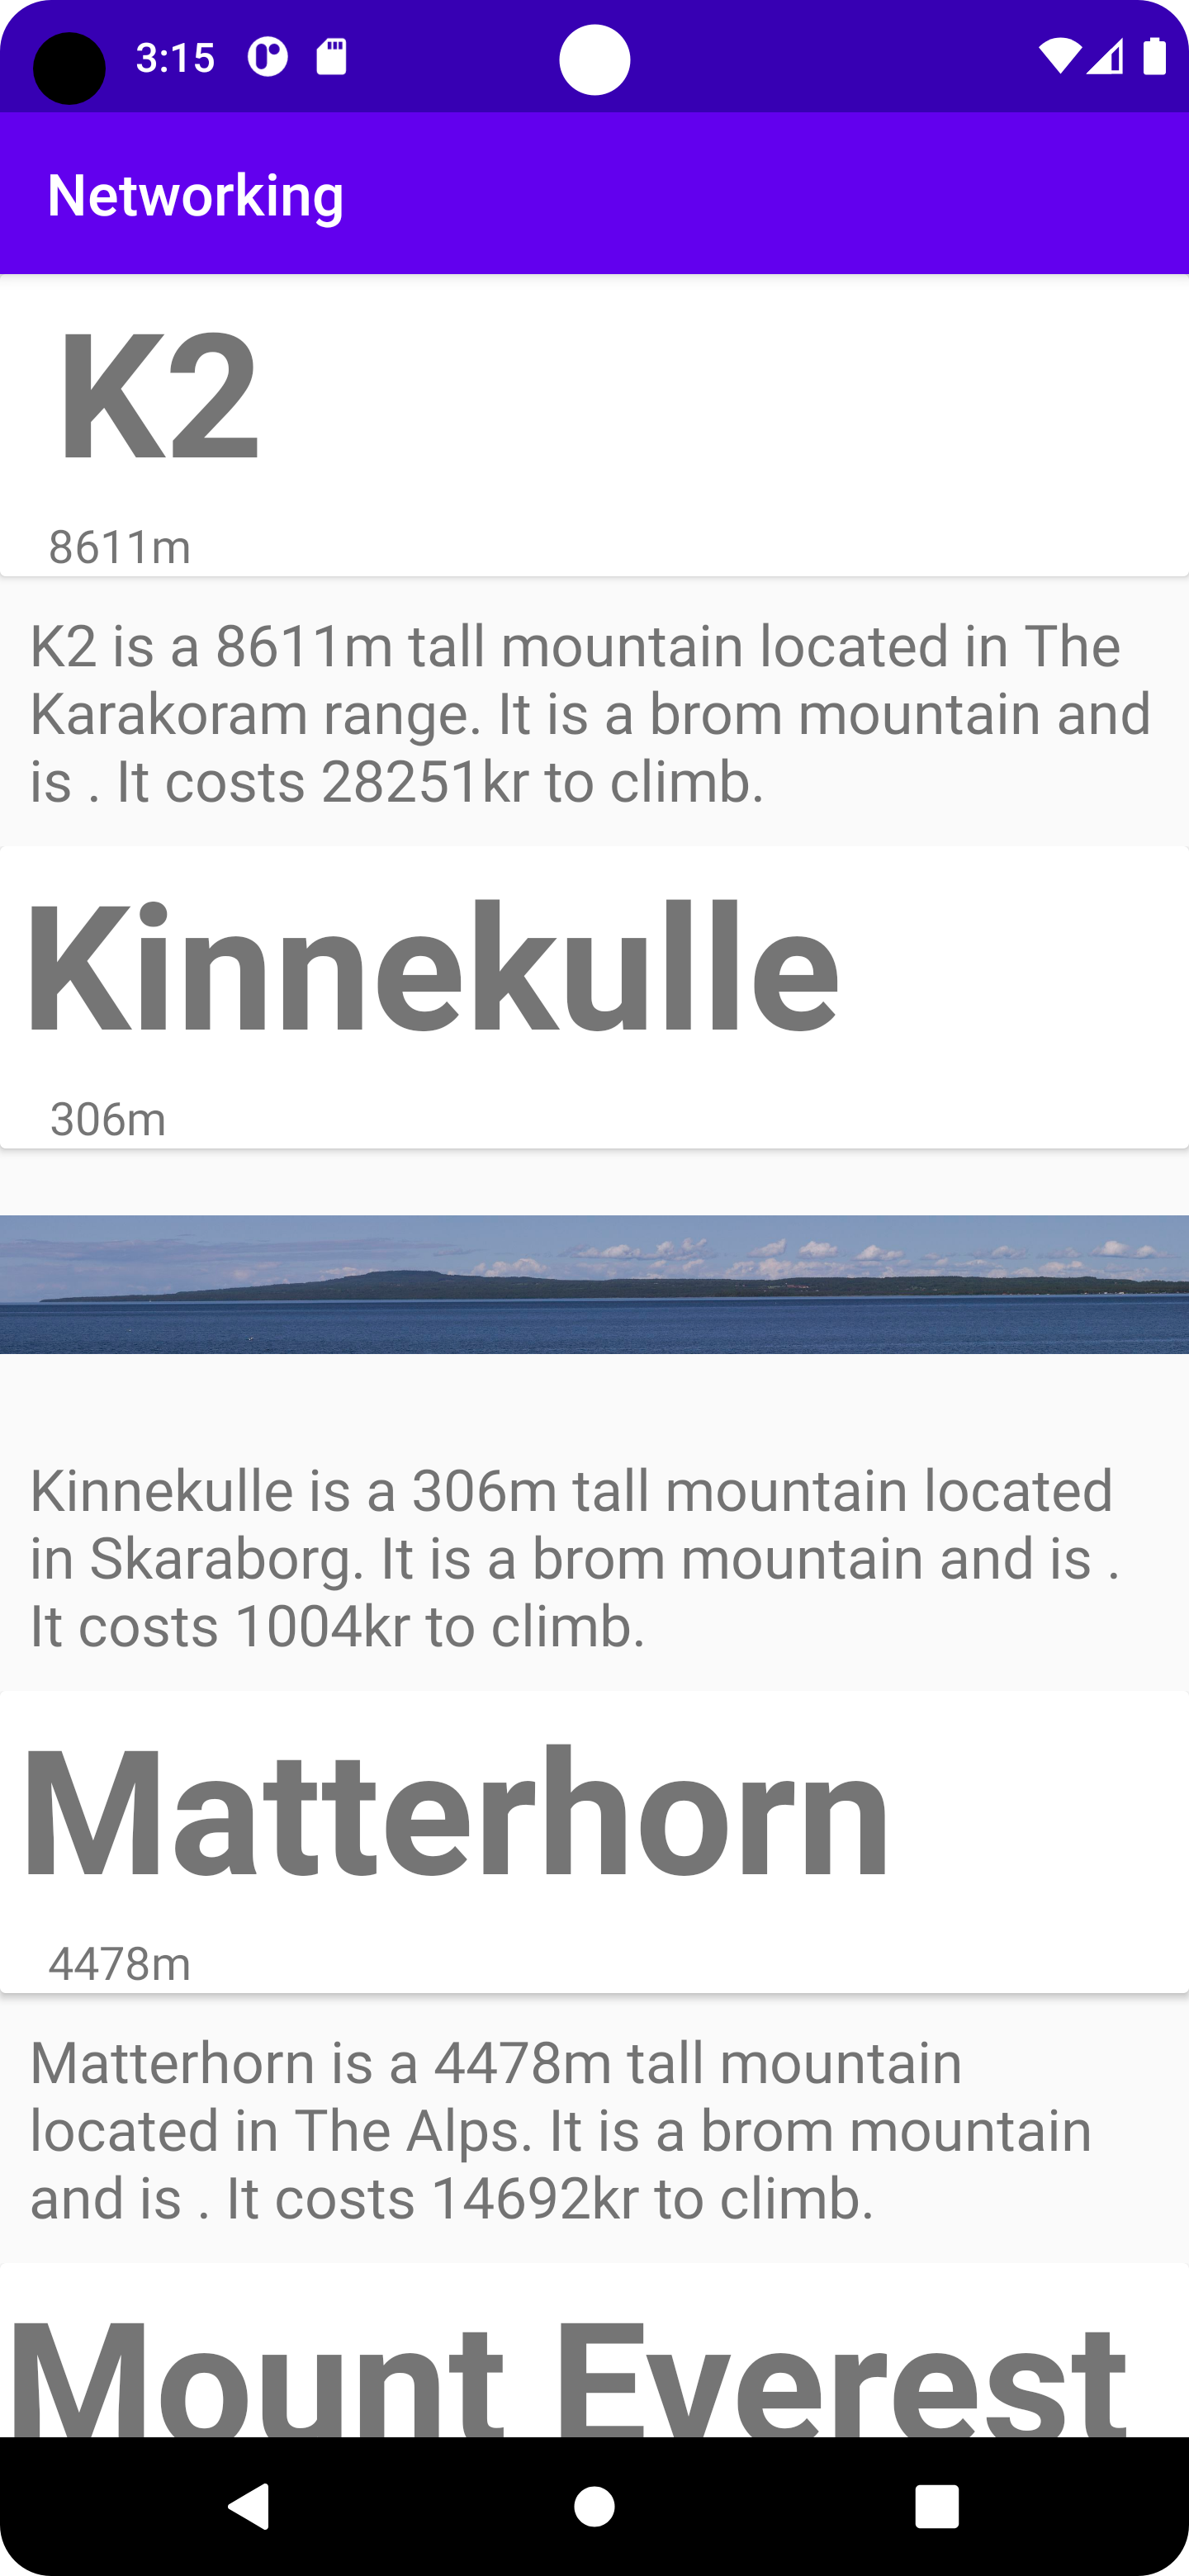 3:15
Networking
K2
8611m
K2 is a 8611m tall mountain located in The
Karakoram range. It is a brom mountain and
is . It costs 28251kr to climb.
Kinnekulle
306m
Kinnekulle is a 306m tall mountain located
in Skaraborg. It is a brom mountain and is .
It costs 1004kr to climb.
Matterhorn
4478m
Matterhorn is a 4478m tall mountain
located in The Alps. It is a brom mountain
and is . It costs 14692kr to climb.
Mount Everest